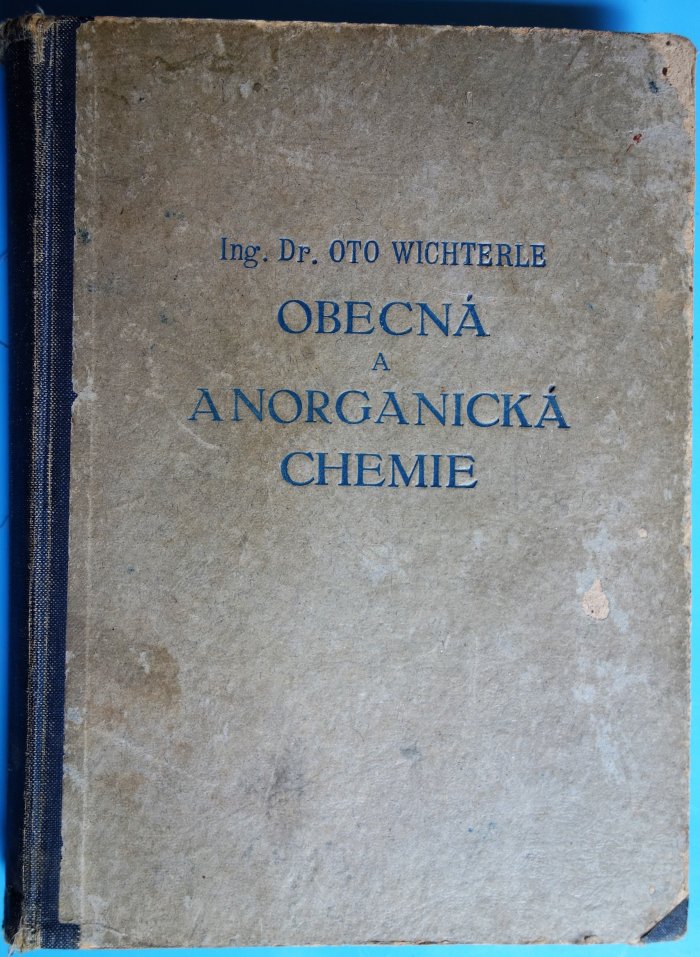 Ing. Dr. OTO WICHTERLE
OBECNÁ
A
ANORGANICKÁ
CHEMIE